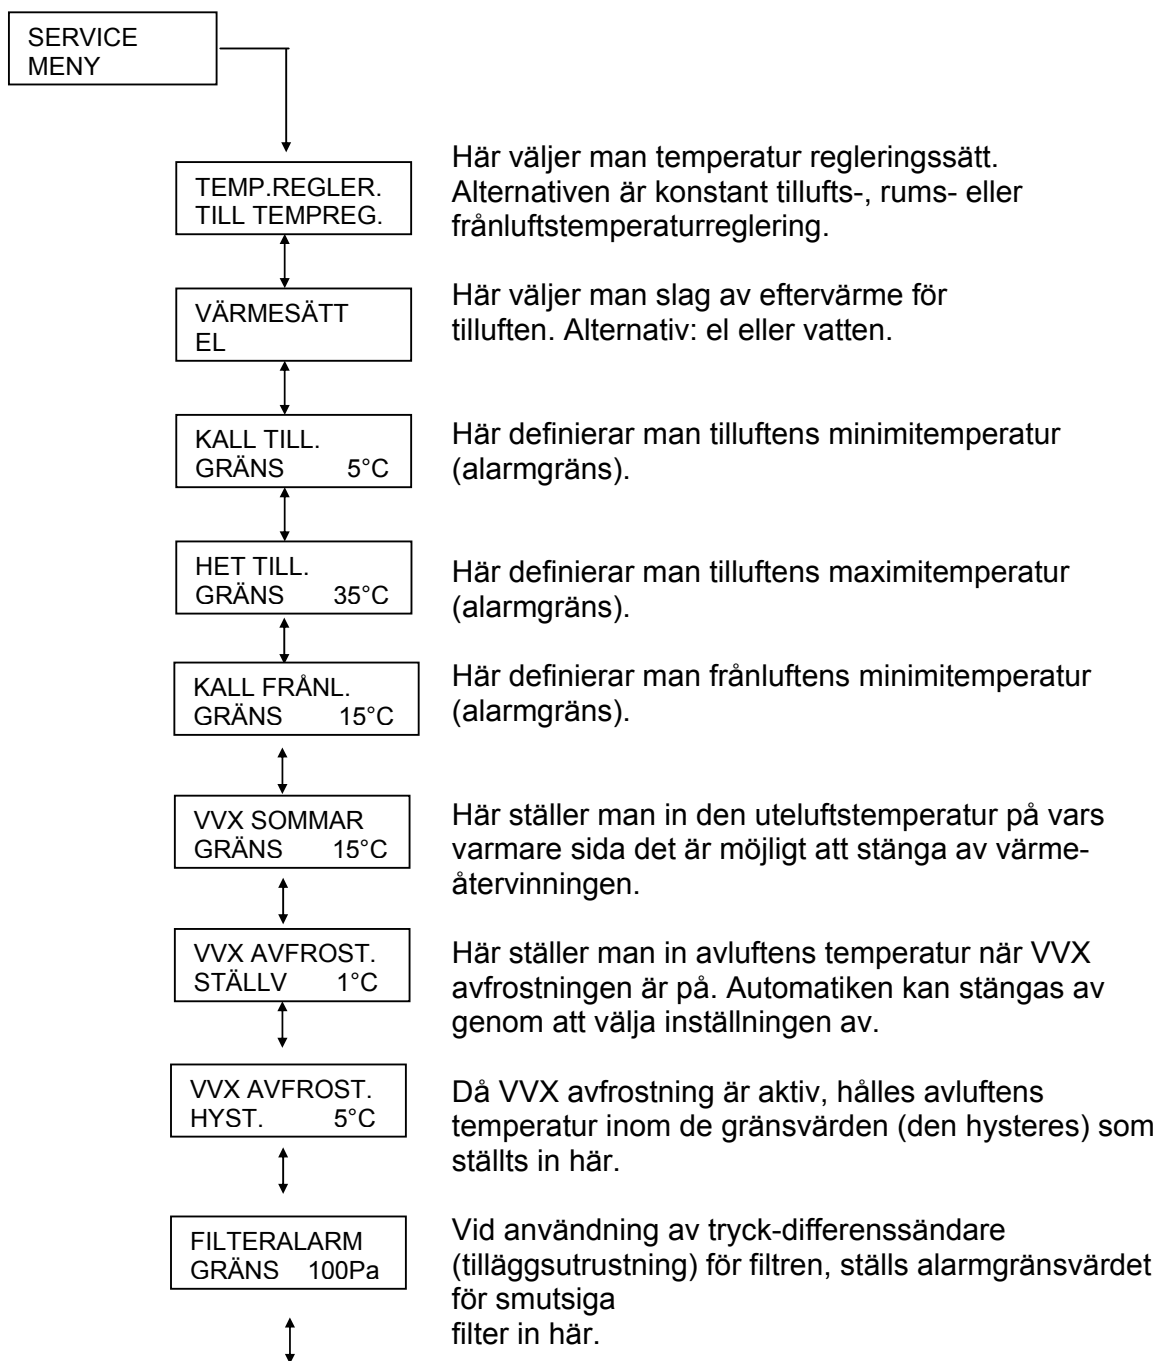 SERVICE
MENY
TEMP.REGLER.
TILL TEMPREG.
Här väljer man temperatur regleringssätt.
Alternativen är konstant tillufts-, rums- eller
frånluftstemperaturreglering.
VÄRMESÄTT
EL
Här väljer man slag av eftervärme för
tilluften. Alternativ: el eller vatten.
KALL TILL.
GRÄNS 5°C
Här definierar man tilluftens minimitemperatur
(alarmgräns).
HET TILL.
GRÄNS 35°C
Här definierar man tilluftens maximitemperatur
(alarmgräns).
KALL FRÅNL.
GRÄNS 15°C
Här definierar man frånluftens minimitemperatur
(alarmgräns).
VVX SOMMAR
GRÄNS 15°C
Här ställer man in den uteluftstemperatur på vars
varmare sida det är möjligt att stänga av värme-
återvinningen.
VVX AVFROST.
STÄLLV 1°C
Här ställer man in avluftens temperatur när VVX
avfrostningen är på. Automatiken kan stängas av
genom att välja inställningen av.
VVX AVFROST.
HYST. 5°C
Då VVX avfrostning är aktiv, hålles avluftens
temperatur inom de gränsvärden (den hysteres) som
ställts in här.
FILTERALARM
GRÄNS 100Pa
Vid användning av tryck-differenssändare
(tilläggsutrustning) för filtren, ställs alarmgränsvärdet
för smutsiga
filter in här.